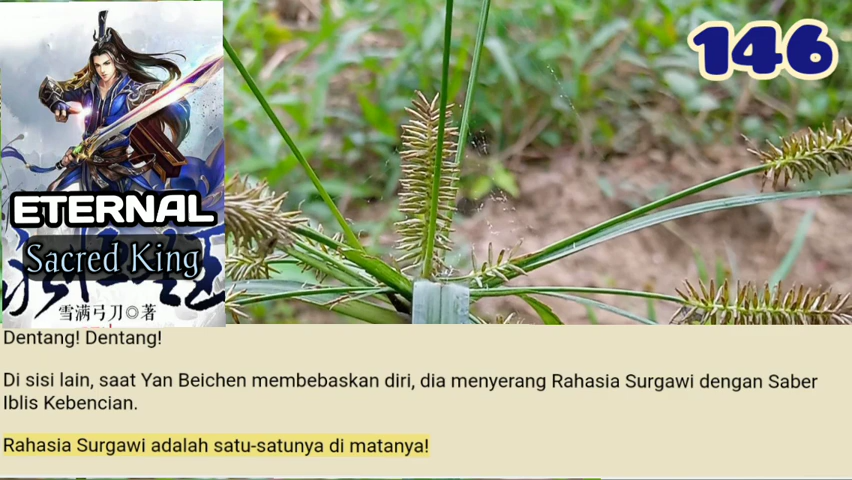 146
ETERNAL
Sacred King
雪满弓刀◎著
Dentang! Dentang!
Di sisi lain, saat Yan Beichen membebaskan diri, dia menyerang Rahasia Surgawi dengan Saber
Iblis Kebencian.
Rahasia Surgawi adalah satu-satunya di matanya!